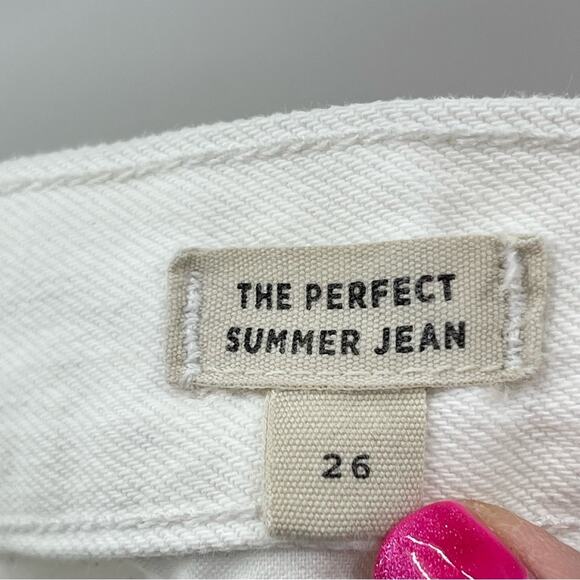 THE PERFECT
SUMMER JEAN
26